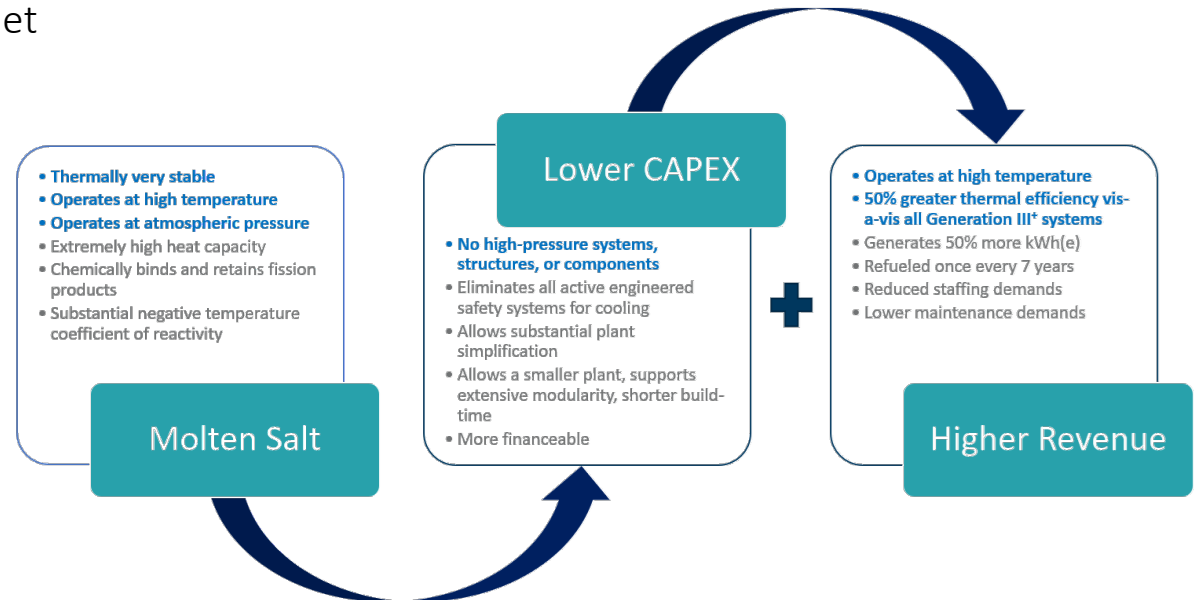 et
• Thermally very stable
• Operates at high temperature
• Operates at atmospheric pressure
• Extremely high heat capacity
• Chemically binds and retains fission
products
• Substantial negative temperature
coefficient of reactivity
Molten Salt
Lower CAPEX
• No high-pressure systems,
structures, or components
• Eliminates all active engineered
safety systems for cooling
• Allows substantial plant
simplification
• Allows a smaller plant, supports
extensive modularity, shorter build-
time
• More financeable
• Operates at high temperature
• 50% greater thermal efficiency vis-
a-vis all Generation III⁺ systems
• Generates 50% more kWh(e)
• Refueled once every 7 years
• Reduced staffing demands
• Lower maintenance demands
Higher Revenue